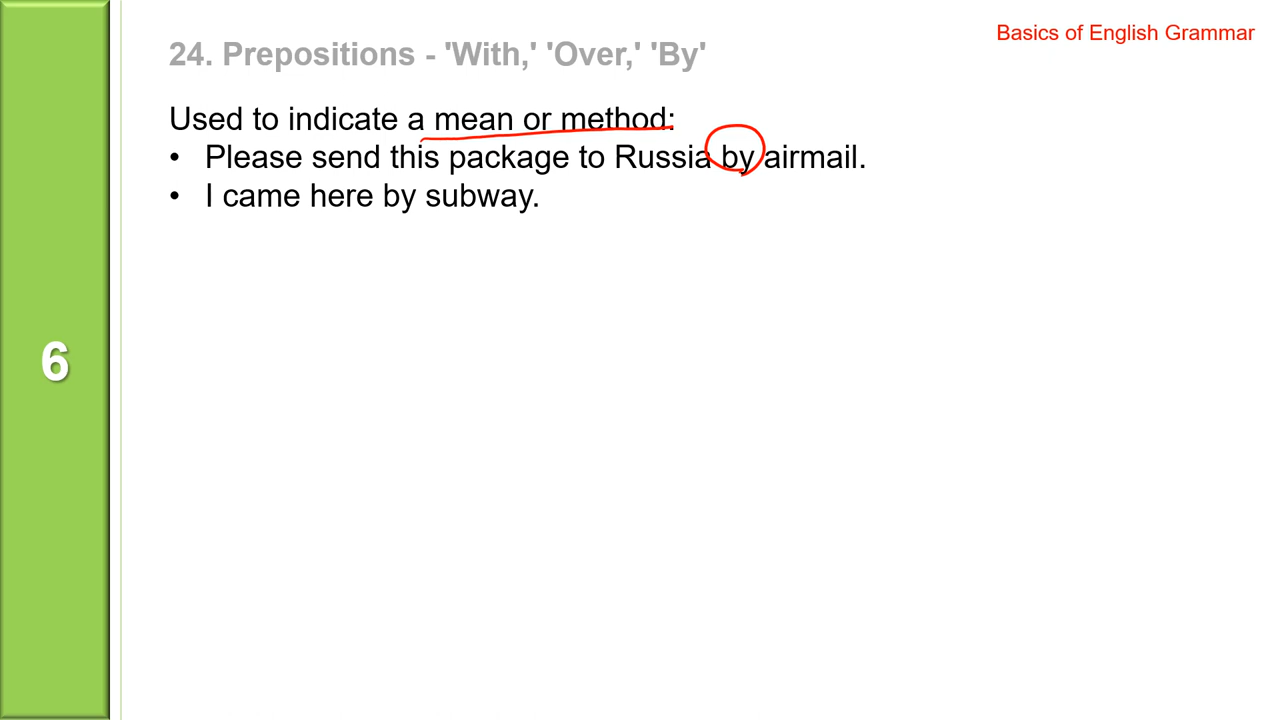 Basics of English Grammar
24. Prepositions - 'With,' 'Over,' 'By'
Used to indicate a mean or method:
• Please send this package to Russia by airmail.
• I came here by subway.
6